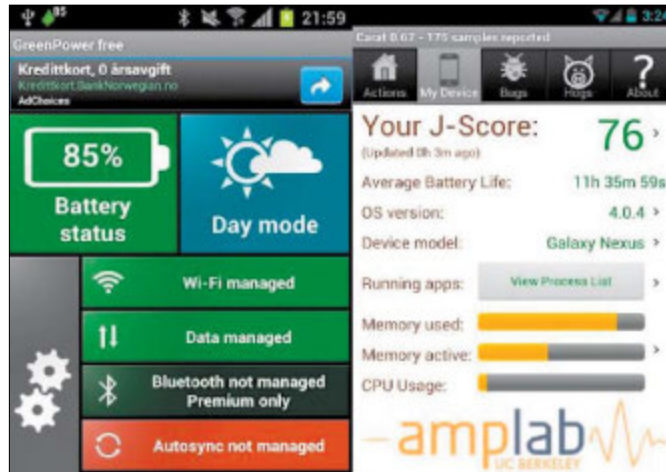 85
21:59
GreenPower free
Kredittkort, 0 årsavgift
Kredittkort.BankNorwegian.no
AdChoices
85%
Battery
status
Day mode
Wi-Fi managed
Data managed
Bluetooth not managed
Premium only
Autosync not managed
3:24
Carat 0.67 - 175 samples reported
Actions
My Device
Bugs
Hogs
About
Your J-Score:
76
(Updated 0h 3m ago)
Average Battery Life:
11h 35m 59s
OS version:
4.0.4
Device model:
Galaxy Nexus
Running apps:
View Process List
Memory used:
Memory active:
CPU Usage:
amplab
UC BERKELEY